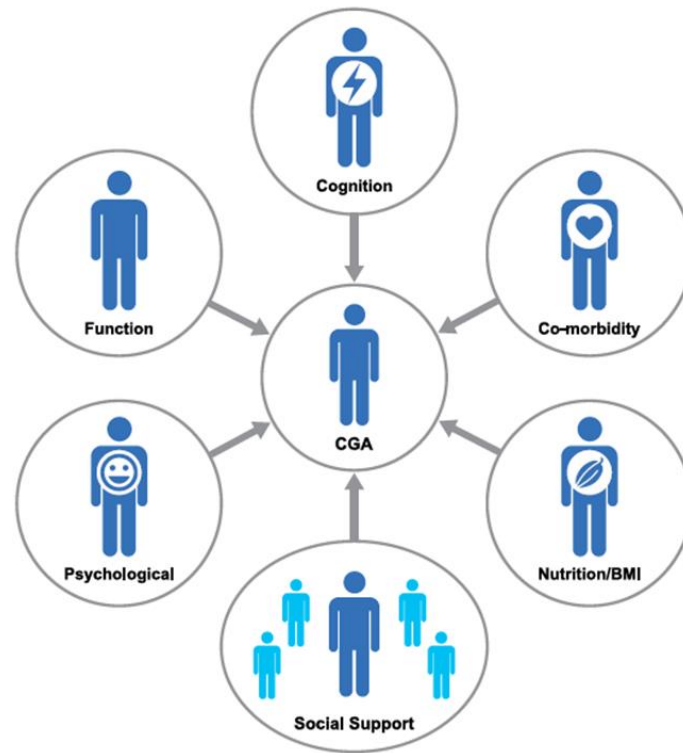 Cognition
Function
Co-morbidity
CGA
Psychological
Nutrition/BMI
Social Support